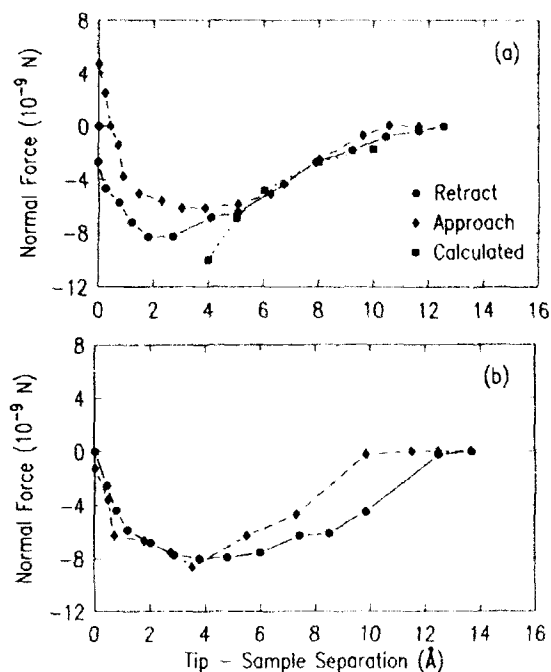 8
(a)
4
0
-4
-8
-12
Normal Force (10⁻⁹ N)
Retract
Approach
Calculated
0 2 4 6 8 10 12 14 16
8
(b)
4
0
-4
-8
-12
Normal Force (10⁻⁹ N)
0 2 4 6 8 10 12 14 16
Tip – Sample Separation (Å)